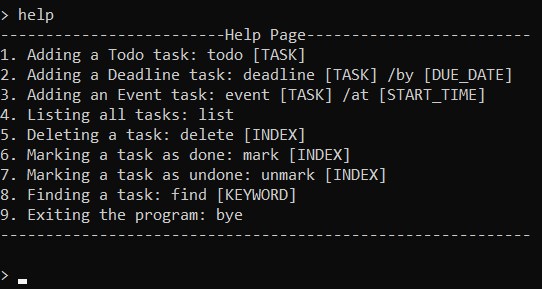 > help
-------------------------Help Page-------------------------
1. Adding a Todo task: todo [TASK]
2. Adding a Deadline task: deadline [TASK] /by [DUE_DATE]
3. Adding an Event task: event [TASK] /at [START_TIME]
4. Listing all tasks: list
5. Deleting a task: delete [INDEX]
6. Marking a task as done: mark [INDEX]
7. Marking a task as undone: unmark [INDEX]
8. Finding a task: find [KEYWORD]
9. Exiting the program: bye
-----------------------------------------------------------
> _